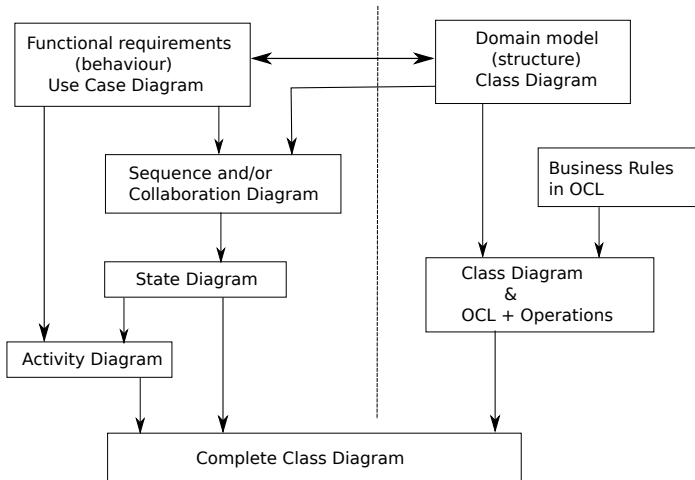 Functional requirements
(behaviour)
Use Case Diagram
Domain model
(structure)
Class Diagram
Sequence and/or
Collaboration Diagram
Business Rules
in OCL
State Diagram
Class Diagram
&
OCL + Operations
Activity Diagram
Complete Class Diagram